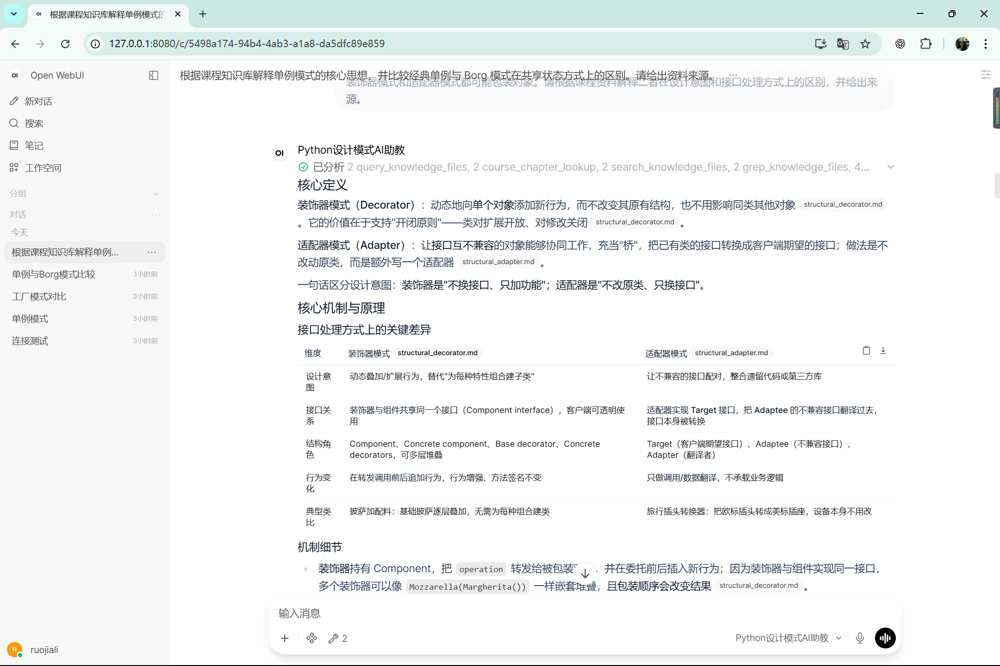 根据课程知识库解释单例模式的
127.0.0.1:8080/c/5498a174-94b4-4ab3-a1a8-da5dfc89e859
OI Open WebUI
新对话
搜索
笔记
工作空间
分组
对话
今天
根据课程知识库解释单例...
单例与Borg模式比较 1小时前
工厂模式对比 3小时前
单例模式 3小时前
连接测试 3小时前
R ruojiali
根据课程知识库解释单例模式的核心思想，并比较经典单例与 Borg 模式在共享状态方式上的区别。请给出资料来源。
装饰器模式和适配器模式都可能包装对象。请根据课程资料解释二者在设计意图和接口处理方式上的区别，并给出来
源。
OI Python设计模式AI助教
已分析 2 query_knowledge_files, 2 course_chapter_lookup, 2 search_knowledge_files, 2 grep_knowledge_files, 4...
核心定义
装饰器模式（Decorator）：动态地向单个对象添加新行为，而不改变其原有结构，也不用影响同类其他对象 structural_decorator.md
。它的价值在于支持"开闭原则"——类对扩展开放、对修改关闭 structural_decorator.md 。
适配器模式（Adapter）：让接口互不兼容的对象能够协同工作，充当"桥"，把已有类的接口转换成客户端期望的接口；做法是不
改动原类，而是额外写一个适配器 structural_adapter.md 。
一句话区分设计意图：装饰器是"不换接口、只加功能"；适配器是"不改原类、只换接口"。
核心机制与原理
接口处理方式上的关键差异
维度 装饰器模式 structural_decorator.md 适配器模式 structural_adapter.md
设计意
图
动态叠加/扩展行为，替代"为每种特性组合建子类"
让不兼容的接口配对，整合遗留代码或第三方库
接口关
系
装饰器与组件共享同一个接口（Component interface），客户端可透明使
用
适配器实现 Target 接口，把 Adaptee 的不兼容接口翻译过去，
接口本身被转换
结构角
色
Component、Concrete component、Base decorator、Concrete
decorators，可多层堆叠
Target（客户端期望接口）、Adaptee（不兼容接口）、
Adapter（翻译者）
行为变
化
在转发调用前后追加行为，行为增强、方法签名不变
只做调用/数据翻译，不承载业务逻辑
典型类
比
披萨加配料：基础披萨逐层叠加，无需为每种组合建类
旅行插头转换器：把欧标插头转成美标插座，设备本身不用改
机制细节
装饰器持有 Component，把 operation 转发给被包装 ，并在委托前后插入新行为；因为装饰器与组件实现同一接口，
多个装饰器可以像 Mozzarella(Margherita()) 一样嵌套堆叠，且包装顺序会改变结果 structural_decorator.md 。
输入消息
2
Python设计模式AI助教